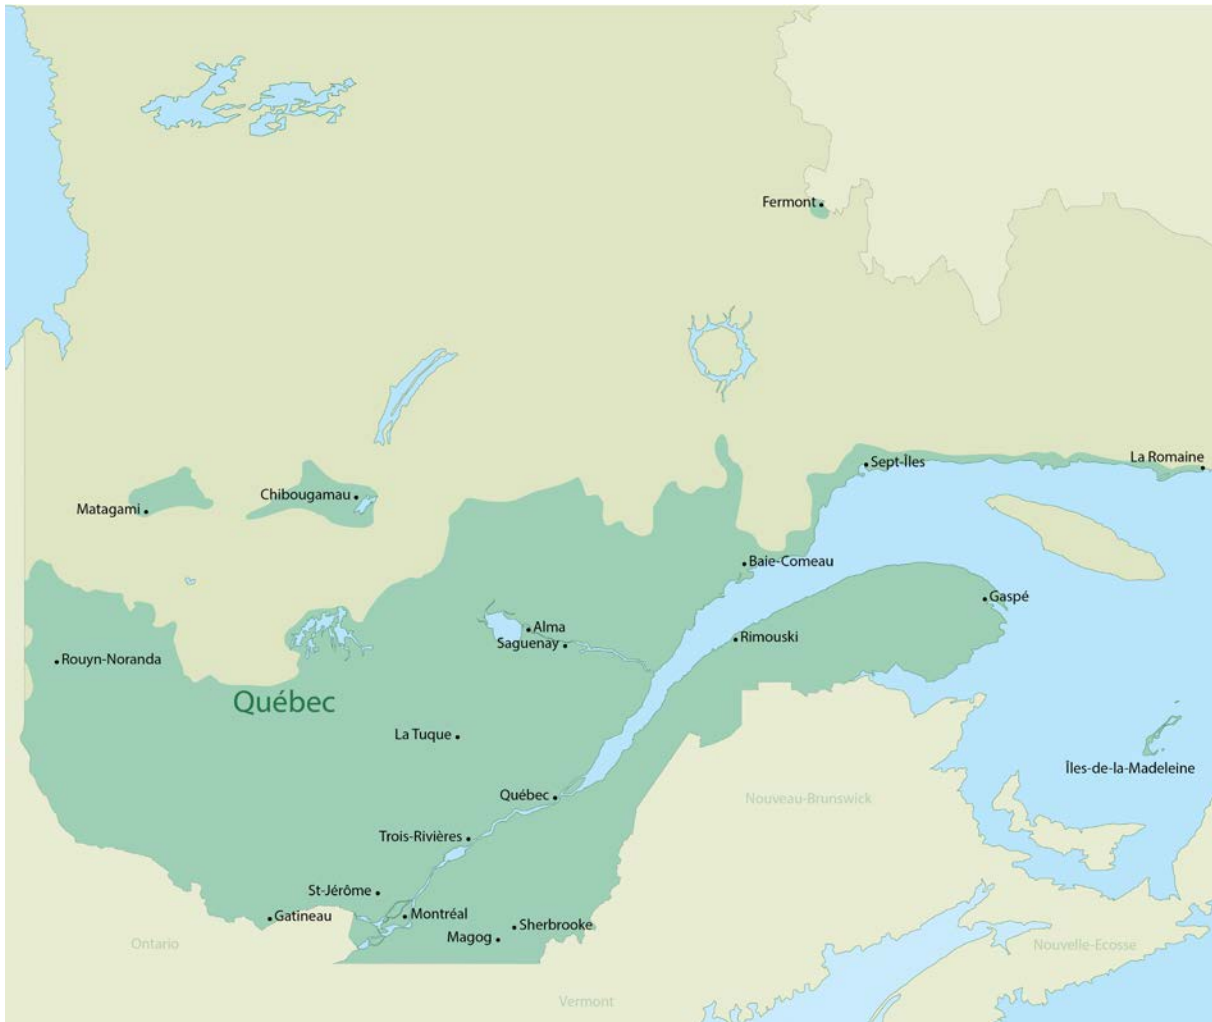 Fermont
La Romaine
Sept-Îles
Chibougamau
Matagami
Baie-Comeau
Gaspé
Alma
Rimouski
Saguenay
Rouyn-Noranda
Québec
La Tuque
Îles-de-la-Madeleine
Québec
Nouveau-Brunswick
Trois-Rivières
St-Jérôme
Gatineau
Montréal
Sherbrooke
Magog
Ontario
Nouvelle-Ecosse
Vermont